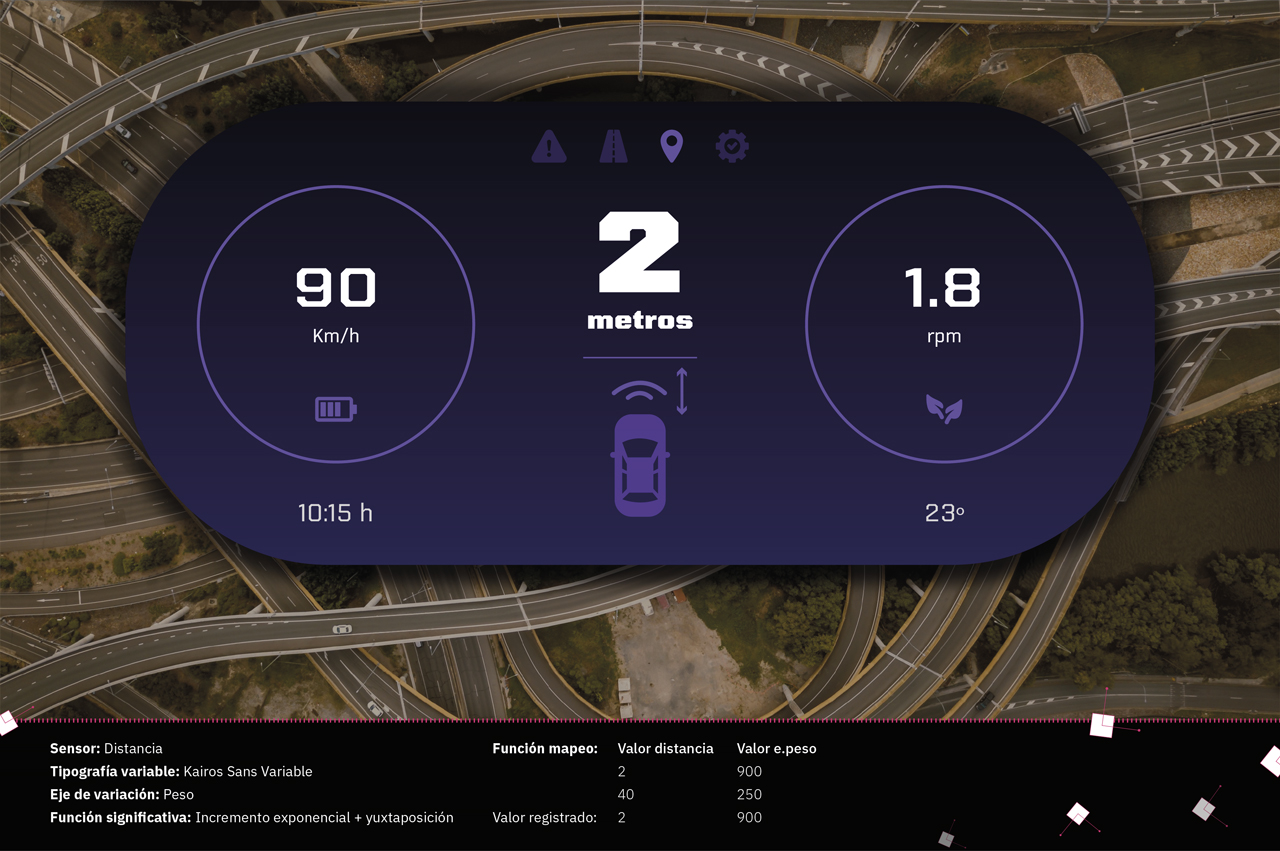 2
metros
90
Km/h
1.8
rpm
10:15 h
23º
Sensor: Distancia
Tipografía variable: Kairos Sans Variable
Eje de variación: Peso
Función significativa: Incremento exponencial + yuxtaposición
Función mapeo: Valor distancia Valor e.peso
2 900
40 250
Valor registrado: 2 900